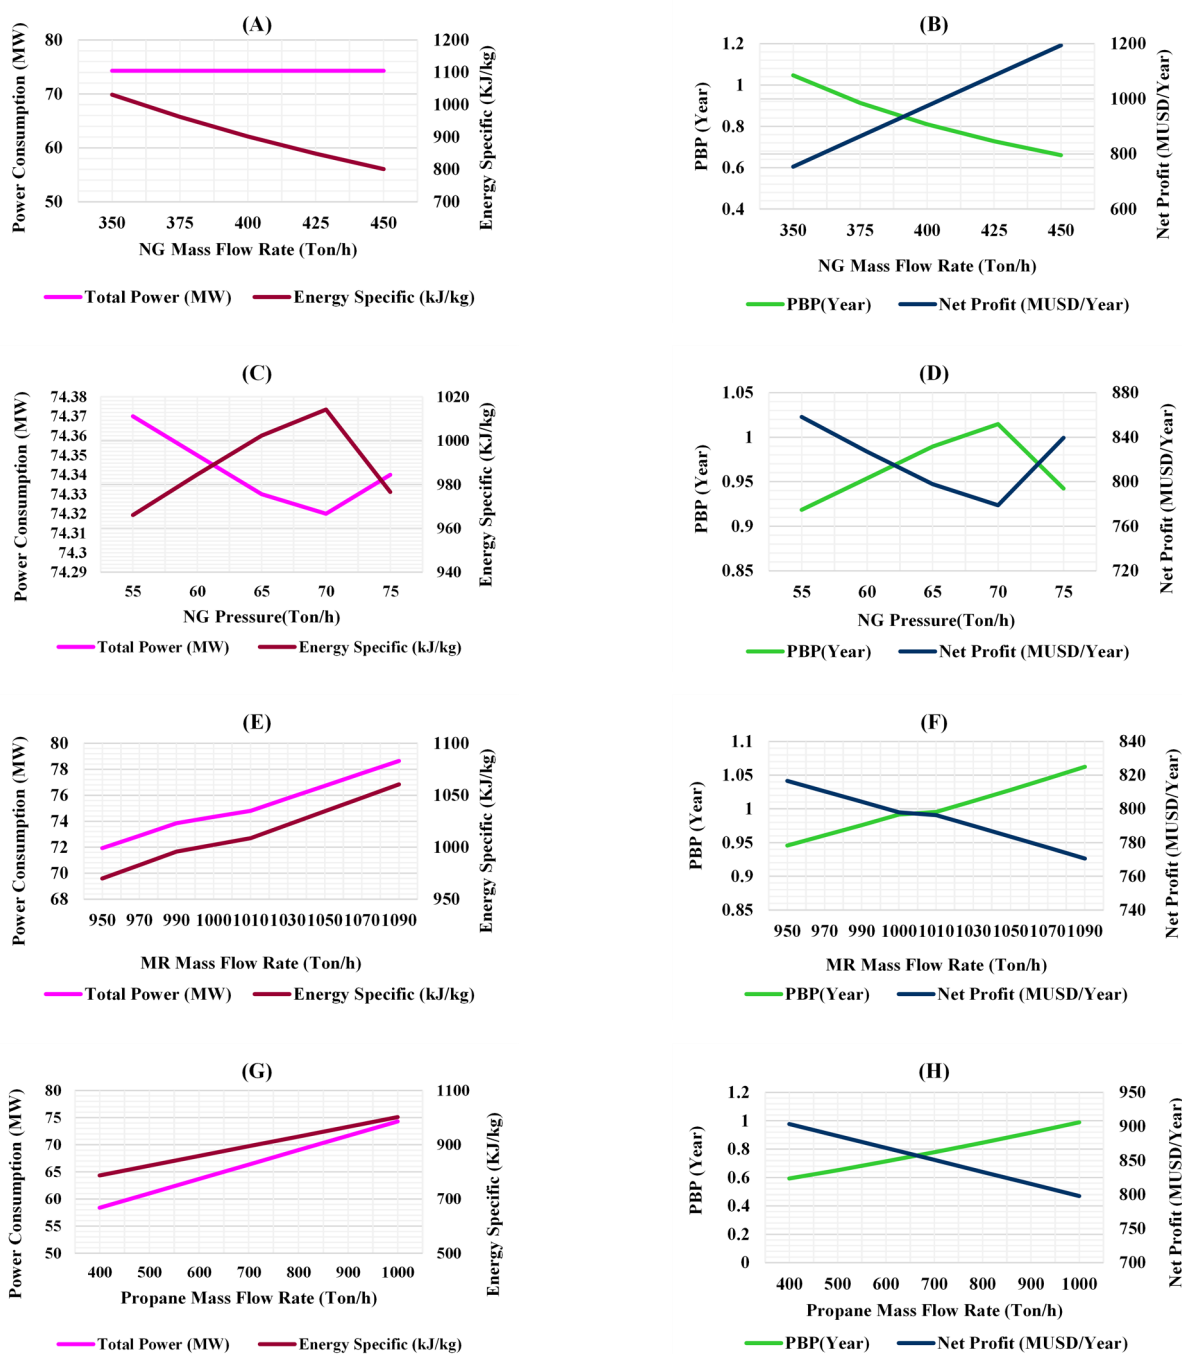 (A)
Power Consumption (MW)
80
70
60
50
1200
1100
1000
900
800
700
Energy Specific (KJ/kg)
350 375 400 425 450
NG Mass Flow Rate (Ton/h)
Total Power (MW) Energy Specific (kJ/kg)
(B)
PBP (Year)
1.2
1
0.8
0.6
0.4
1200
1000
800
600
Net Profit (MUSD/Year)
350 375 400 425 450
NG Mass Flow Rate (Ton/h)
PBP(Year) Net Profit (MUSD/Year)
(C)
Power Consumption (MW)
74.38
74.37
74.36
74.35
74.34
74.33
74.32
74.31
74.3
74.29
1020
1000
980
960
940
Energy Specific (KJ/kg)
55 60 65 70 75
NG Pressure(Ton/h)
Total Power (MW) Energy Specific (kJ/kg)
(D)
PBP (Year)
1.05
1
0.95
0.9
0.85
880
840
800
760
720
Net Profit (MUSD/Year)
55 60 65 70 75
NG Pressure(Ton/h)
PBP(Year) Net Profit (MUSD/Year)
(E)
Power Consumption (MW)
80
78
76
74
72
70
68
1100
1050
1000
950
Energy Specific (KJ/kg)
950 970 990 1000 1010 1030 1050 1070 1090
MR Mass Flow Rate (Ton/h)
Total Power (MW) Energy Specific (kJ/kg)
(F)
PBP (Year)
1.1
1.05
1
0.95
0.9
0.85
840
820
800
780
760
740
Net Profit (MUSD/Year)
950 970 990 1000 1010 1030 1050 1070 1090
MR Mass Flow Rate (Ton/h)
PBP(Year) Net Profit (MUSD/Year)
(G)
Power Consumption (MW)
80
75
70
65
60
55
50
1100
900
700
500
Energy Specific (KJ/kg)
400 500 600 700 800 900 1000
Propane Mass Flow Rate (Ton/h)
Total Power (MW) Energy Specific (kJ/kg)
(H)
PBP (Year)
1.2
1
0.8
0.6
0.4
0.2
0
950
900
850
800
750
700
Net Profit (MUSD/Year)
400 500 600 700 800 900 1000
Propane Mass Flow Rate (Ton/h)
PBP(Year) Net Profit (MUSD/Year)